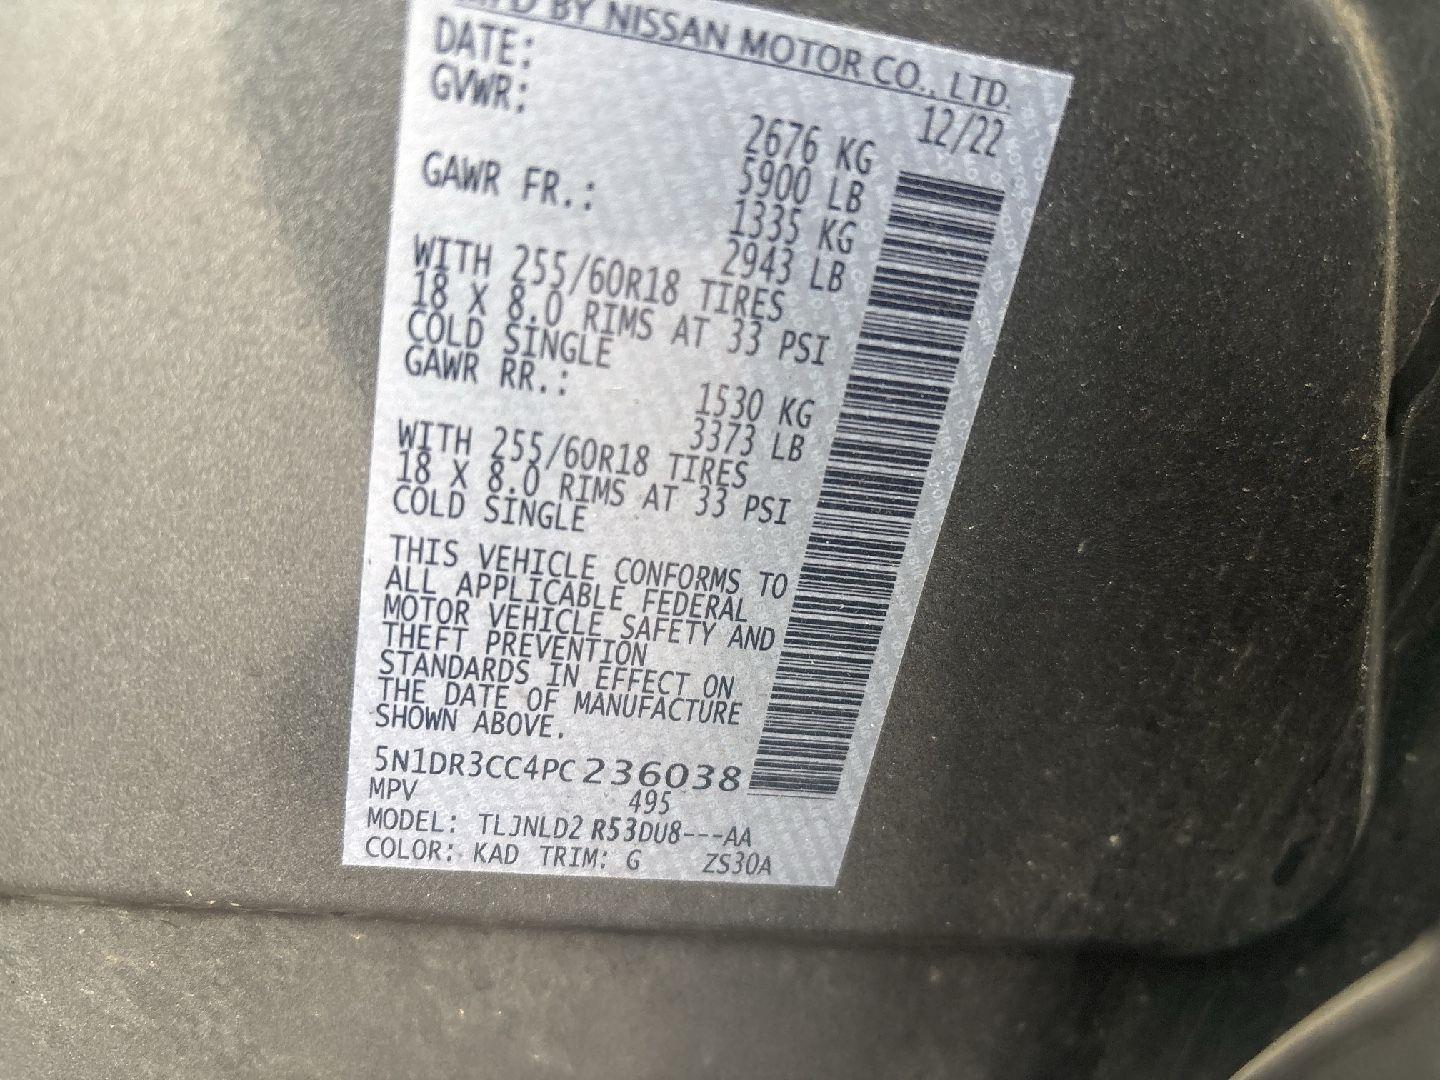 MFD BY NISSAN MOTOR CO., LTD.
DATE: 12/22
GVWR: 2676 KG
5900 LB
GAWR FR.: 1335 KG
2943 LB
WITH 255/60R18 TIRES
18 X 8.0 RIMS AT 33 PSI
COLD SINGLE
GAWR RR.: 1530 KG
3373 LB
WITH 255/60R18 TIRES
18 X 8.0 RIMS AT 33 PSI
COLD SINGLE
THIS VEHICLE CONFORMS TO
ALL APPLICABLE FEDERAL
MOTOR VEHICLE SAFETY AND
THEFT PREVENTION
STANDARDS IN EFFECT ON
THE DATE OF MANUFACTURE
SHOWN ABOVE.
5N1DR3CC4PC236038
MPV 495
MODEL: TLJNLD2 R53DU8---AA
COLOR: KAD TRIM: G ZS30A